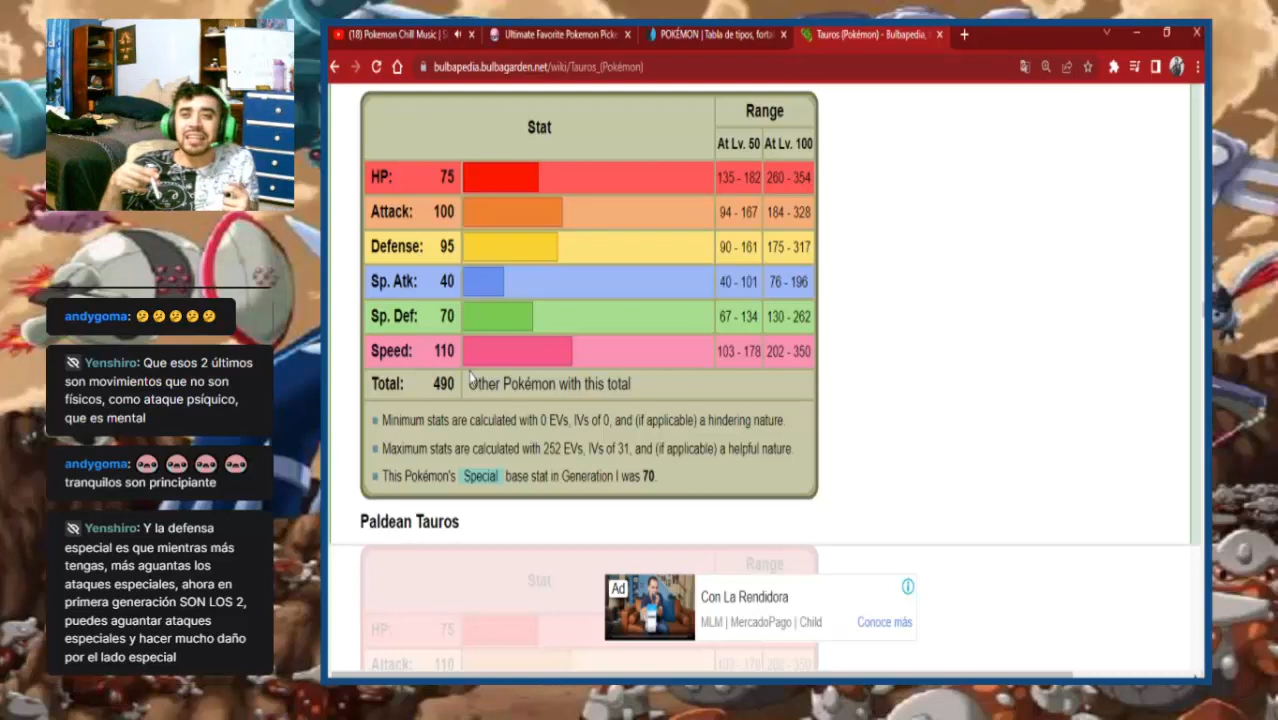 (18) Pokemon Chill Music | S
Ultimate Favorite Pokemon Picke
POKÉMON | Tabla de tipos, fortal
Tauros (Pokémon) - Bulbapedia,
bulbapedia.bulbagarden.net/wiki/Tauros_(Pokémon)
Stat
Range
At Lv. 50 At Lv. 100
HP: 75 135 - 182 260 - 354
Attack: 100 94 - 167 184 - 328
Defense: 95 90 - 161 175 - 317
Sp. Atk: 40 40 - 101 76 - 196
Sp. Def: 70 67 - 134 130 - 262
Speed: 110 103 - 178 202 - 350
Total: 490 Other Pokémon with this total
Minimum stats are calculated with 0 EVs, IVs of 0, and (if applicable) a hindering nature.
Maximum stats are calculated with 252 EVs, IVs of 31, and (if applicable) a helpful nature.
This Pokémon's Special base stat in Generation I was 70.
Paldean Tauros
Stat
Range
HP: 75
Attack: 110
Ad
Con La Rendidora
MLM | MercadoPago | Child
Conoce más
andygoma:
Yenshiro: Que esos 2 últimos
son movimientos que no son
físicos, como ataque psíquico,
que es mental
andygoma:
tranquilos son principiante
Yenshiro: Y la defensa
especial es que mientras más
tengas, más aguantas los
ataques especiales, ahora en
primera generación SON LOS 2,
puedes aguantar ataques
especiales y hacer mucho daño
por el lado especial